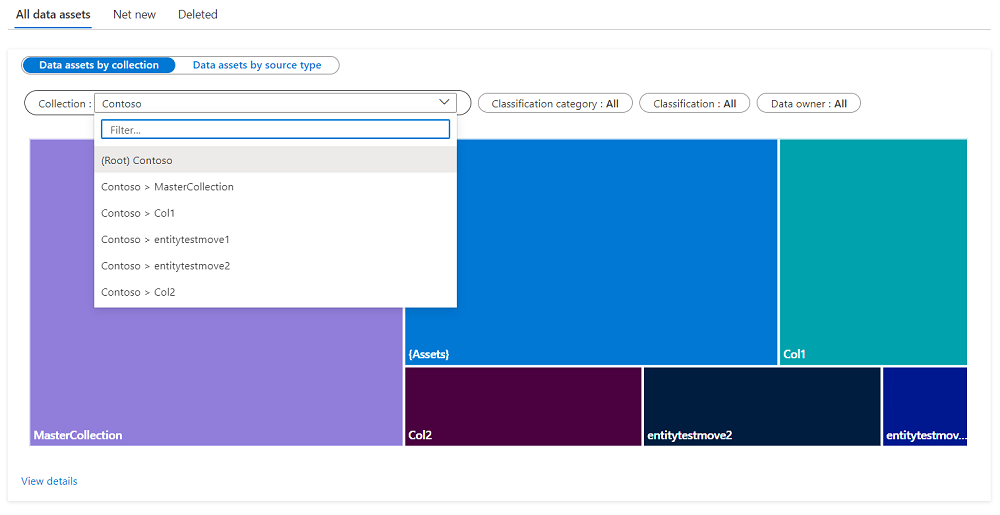 All data assets Net new Deleted
Data assets by collection Data assets by source type
Collection : Contoso Classification category : All Classification : All Data owner : All
Filter...
(Root) Contoso
Contoso > MasterCollection
Contoso > Col1
Contoso > entitytestmove1
Contoso > entitytestmove2
Contoso > Col2
{Assets} Col1
MasterCollection Col2 entitytestmove2 entitytestmov...
View details